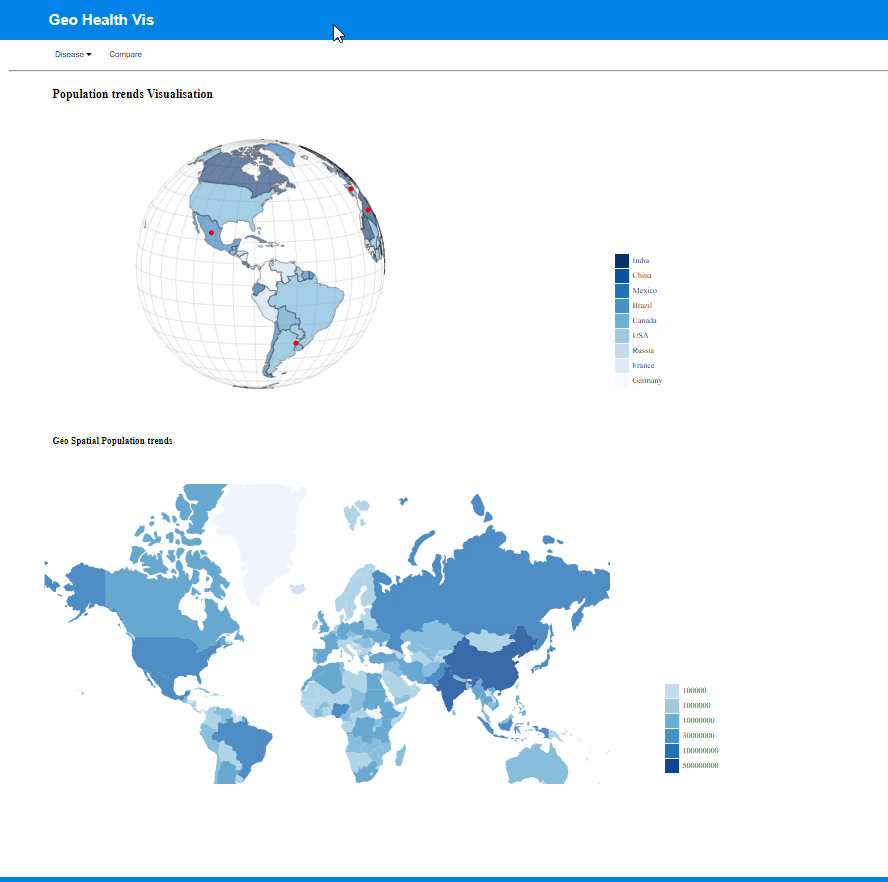 Geo Health Vis
Disease
Compare
Population trends Visualisation
India
China
Mexico
Brazil
Canada
USA
Russia
France
Germany
Geo Spatial Population trends
100000
1000000
10000000
30000000
100000000
500000000